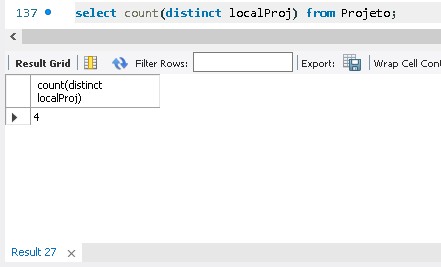 137 select count(distinct localProj) from Projeto;
Result Grid Filter Rows: Export: Wrap Cell Cont
count(distinct
localProj)
4
Result 27 ×